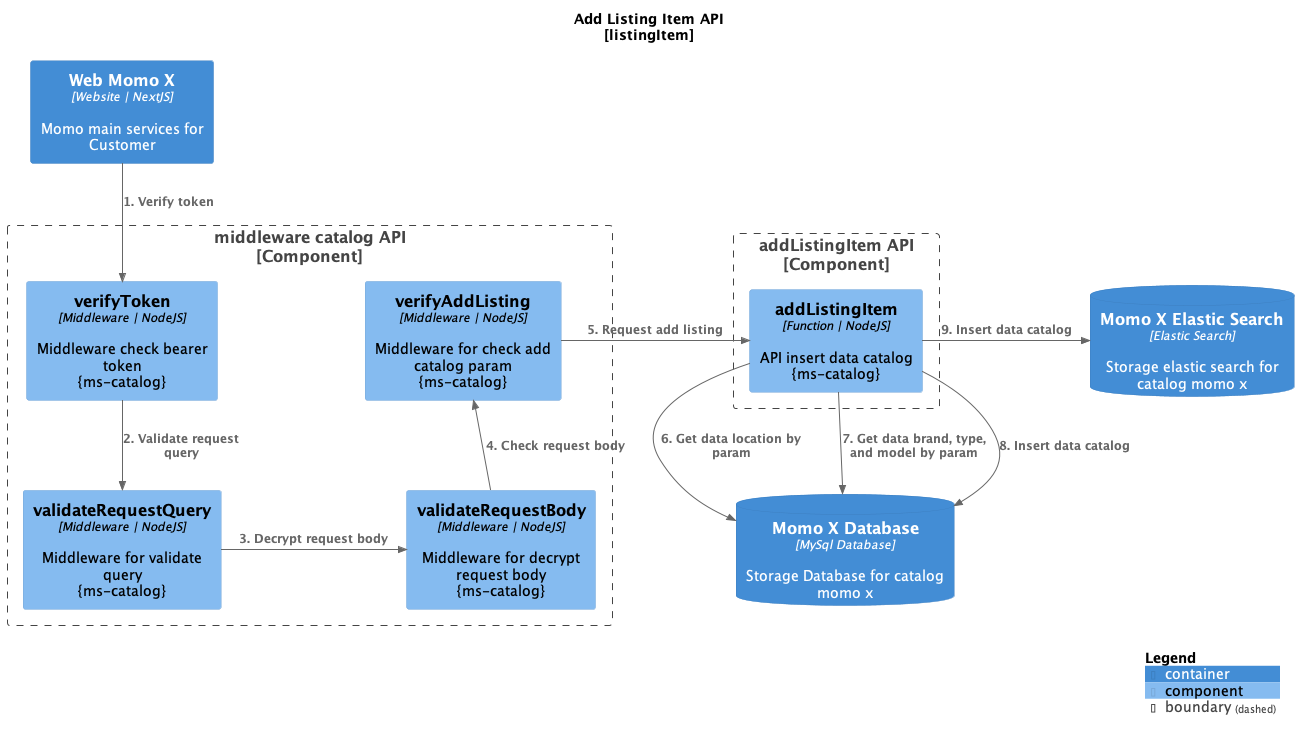 Add Listing Item API
[listingItem]
Web Momo X
[Website | NextJS]
Momo main services for
Customer
1. Verify token
middleware catalog API
[Component]
verifyToken
[Middleware | NodeJS]
Middleware check bearer
token
{ms-catalog}
verifyAddListing
[Middleware | NodeJS]
Middleware for check add
catalog param
{ms-catalog}
2. Validate request
query
4. Check request body
validateRequestQuery
[Middleware | NodeJS]
Middleware for validate
query
{ms-catalog}
3. Decrypt request body
validateRequestBody
[Middleware | NodeJS]
Middleware for decrypt
request body
{ms-catalog}
5. Request add listing
addListingItem API
[Component]
addListingItem
[Function | NodeJS]
API insert data catalog
{ms-catalog}
9. Insert data catalog
Momo X Elastic Search
[Elastic Search]
Storage elastic search for
catalog momo x
6. Get data location by
param
7. Get data brand, type,
and model by param
8. Insert data catalog
Momo X Database
[MySql Database]
Storage Database for catalog
momo x
Legend
container
component
boundary (dashed)